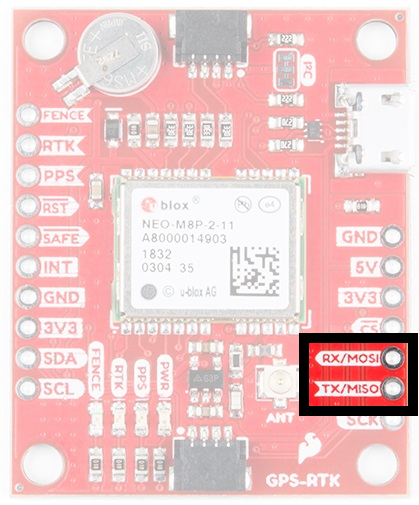 I²C
FENCE
RTK
PPS
RST
SAFE
INT
GND
3V3
SDA
SCL
GND
5V
3V3
CS
RX/MOSI
TX/MISO
SCK
blox
NEO-M8P-2-11
A8000014903
1832
0304 35
u-blox AG
FENCE
RTK
PPS
PWR
ANT
GPS-RTK